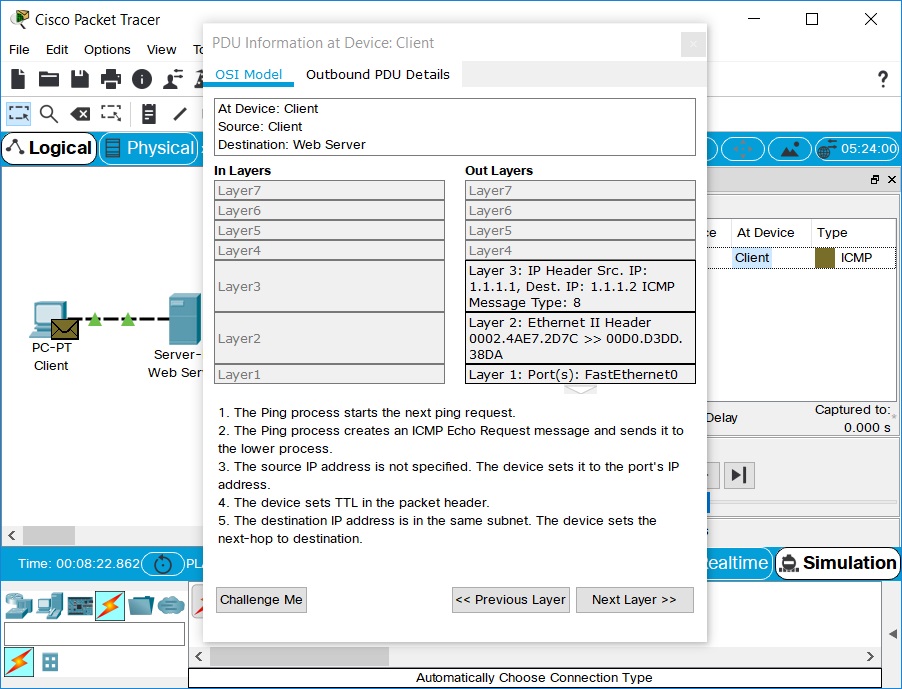 Cisco Packet Tracer
File Edit Options View
PDU Information at Device: Client
OSI Model Outbound PDU Details
At Device: Client
Source: Client
Destination: Web Server
Logical
Physical
05:24:00
In Layers
Layer7
Layer6
Layer5
Layer4
Layer3
Layer2
Layer1
Out Layers
Layer7
Layer6
Layer5
Layer4
Layer 3: IP Header Src. IP:
1.1.1.1, Dest. IP: 1.1.1.2 ICMP
Message Type: 8
Layer 2: Ethernet II Header
0002.4AE7.2D7C >> 00D0.D3DD.
38DA
Layer 1: Port(s): FastEthernet0
At Device Type
Client ICMP
PC-PT
Client
Server-
Web Ser
1. The Ping process starts the next ping request.
2. The Ping process creates an ICMP Echo Request message and sends it to
the lower process.
3. The source IP address is not specified. The device sets it to the port's IP
address.
4. The device sets TTL in the packet header.
5. The destination IP address is in the same subnet. The device sets the
next-hop to destination.
Delay
Captured to:
0.000 s
Time: 00:08:22.862
Realtime
Simulation
Challenge Me
<< Previous Layer
Next Layer >>
Automatically Choose Connection Type